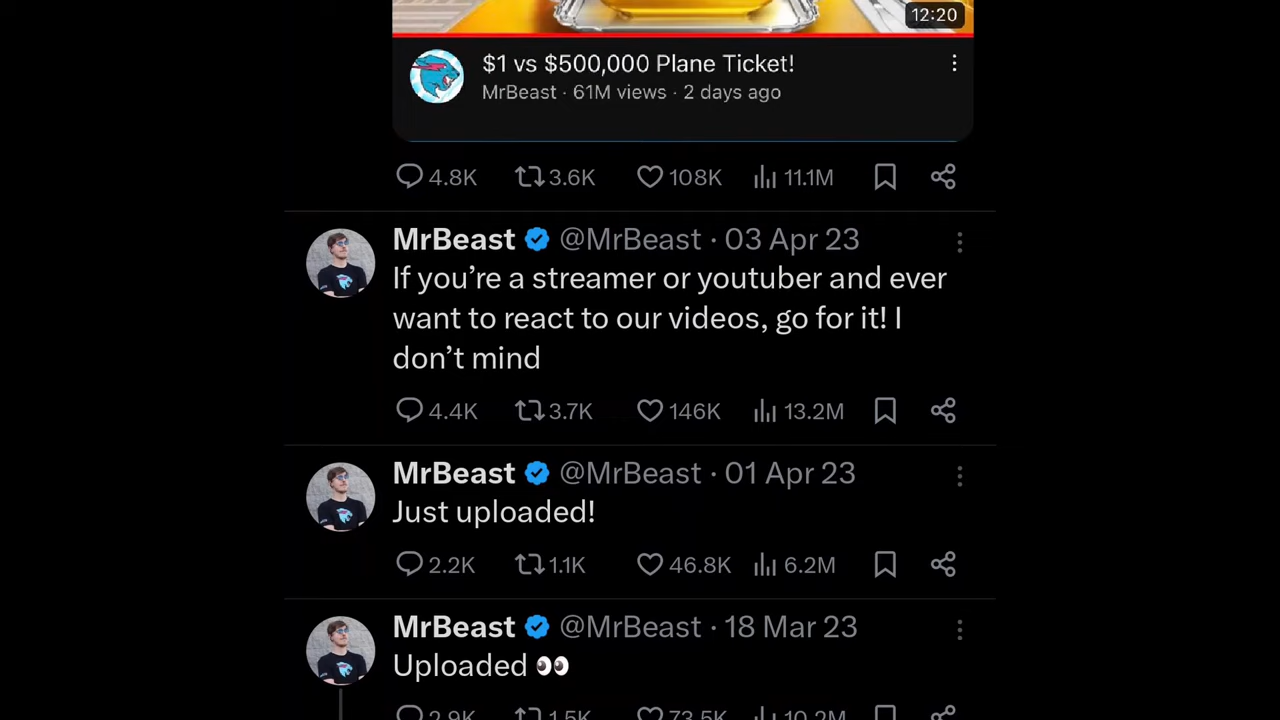 12:20
$1 vs $500,000 Plane Ticket!
MrBeast · 61M views · 2 days ago
4.8K 3.6K 108K 11.1M
MrBeast @MrBeast · 03 Apr 23
If you’re a streamer or youtuber and ever
want to react to our videos, go for it! I
don’t mind
4.4K 3.7K 146K 13.2M
MrBeast @MrBeast · 01 Apr 23
Just uploaded!
2.2K 1.1K 46.8K 6.2M
MrBeast @MrBeast · 18 Mar 23
Uploaded 👀
2.9K 1.5K 73.5K 10.2M